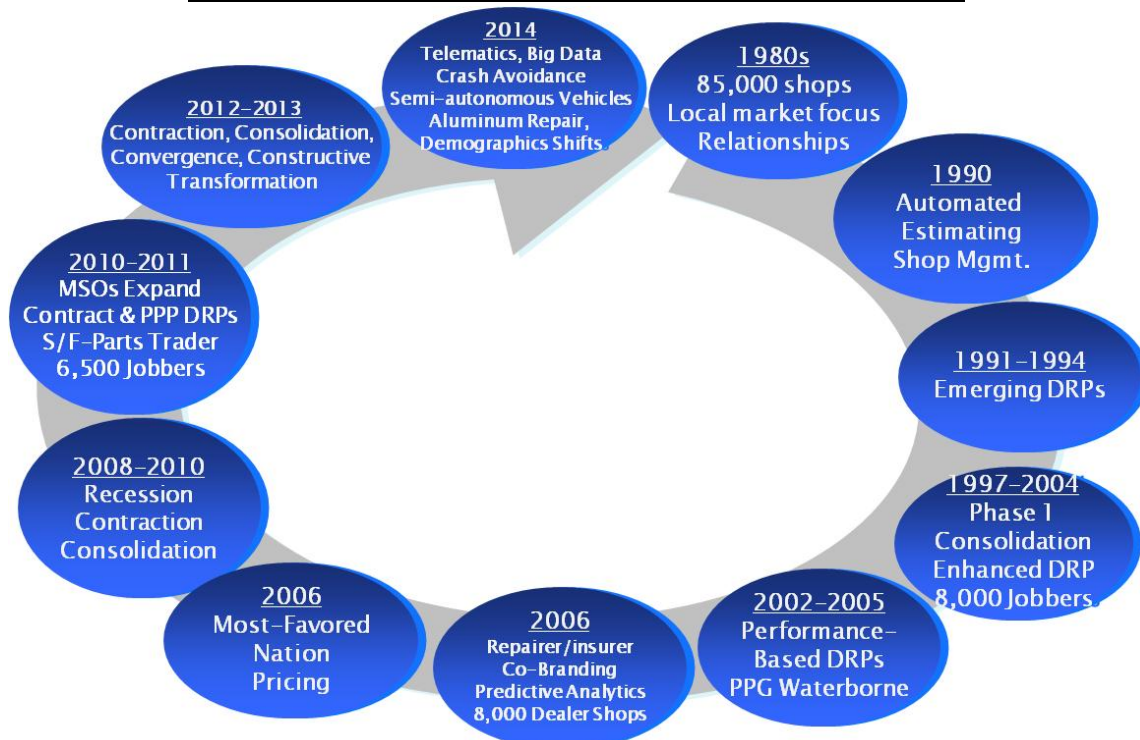 1980s
85,000 shops
Local market focus
Relationships
1990
Automated
Estimating
Shop Mgmt.
1991–1994
Emerging DRPs
1997–2004
Phase 1
Consolidation
Enhanced DRP
8,000 Jobbers.
2002–2005
Performance–
Based DRPs
PPG Waterborne
2006
Repairer/insurer
Co-Branding
Predictive Analytics
8,000 Dealer Shops
2006
Most–Favored
Nation
Pricing
2008–2010
Recession
Contraction
Consolidation
2010–2011
MSOs Expand
Contract & PPP DRPs
S/F–Parts Trader
6,500 Jobbers
2012–2013
Contraction, Consolidation,
Convergence, Constructive
Transformation
2014
Telematics, Big Data
Crash Avoidance
Semi-autonomous Vehicles
Aluminum Repair,
Demographics Shifts.